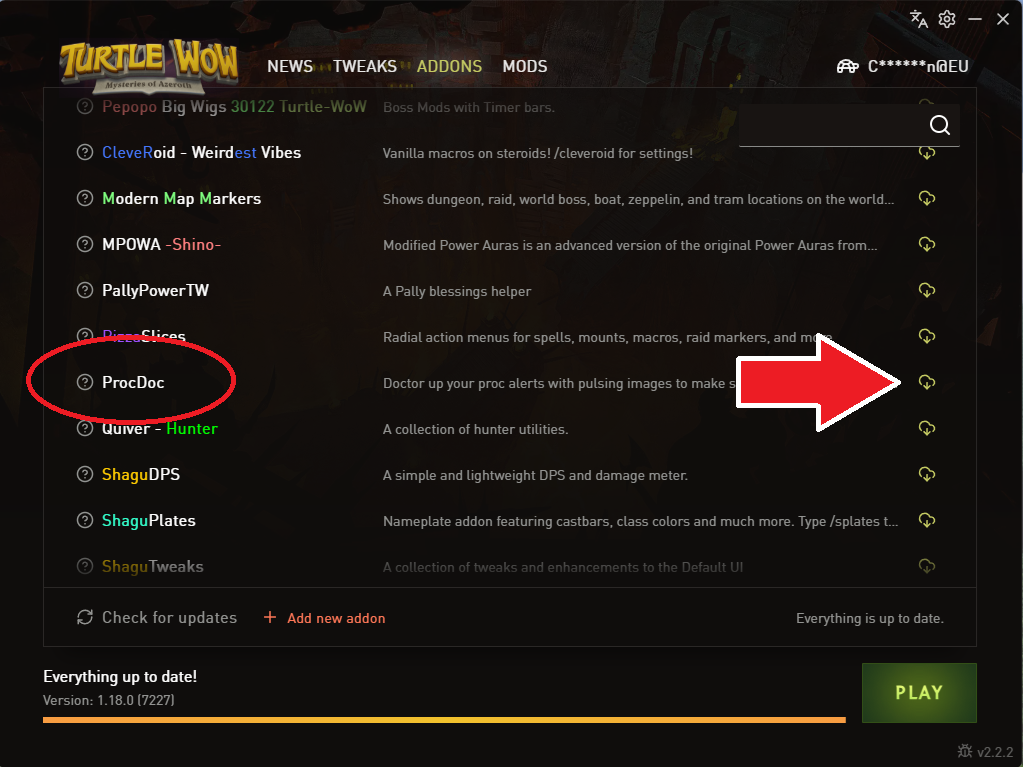 TURTLE WOW
Mysteries of Azeroth
NEWS TWEAKS ADDONS MODS C******n@EU
Pepopo Big Wigs 30122 Turtle-WoW Boss Mods with Timer bars.
CleveRoid - Weirdest Vibes Vanilla macros on steroids! /cleveroid for settings!
Modern Map Markers Shows dungeon, raid, world boss, boat, zeppelin, and tram locations on the world...
MPOWA -Shino- Modified Power Auras is an advanced version of the original Power Auras from...
PallyPowerTW A Pally blessings helper
PizzaSlices Radial action menus for spells, mounts, macros, raid markers, and more
ProcDoc Doctor up your proc alerts with pulsing images to make
Quiver - Hunter A collection of hunter utilities.
ShaguDPS A simple and lightweight DPS and damage meter.
ShaguPlates Nameplate addon featuring castbars, class colors and much more. Type /splates t...
ShaguTweaks A collection of tweaks and enhancements to the Default UI
Check for updates + Add new addon Everything is up to date.
Everything up to date!
Version: 1.18.0 (7227)
PLAY
v2.2.2